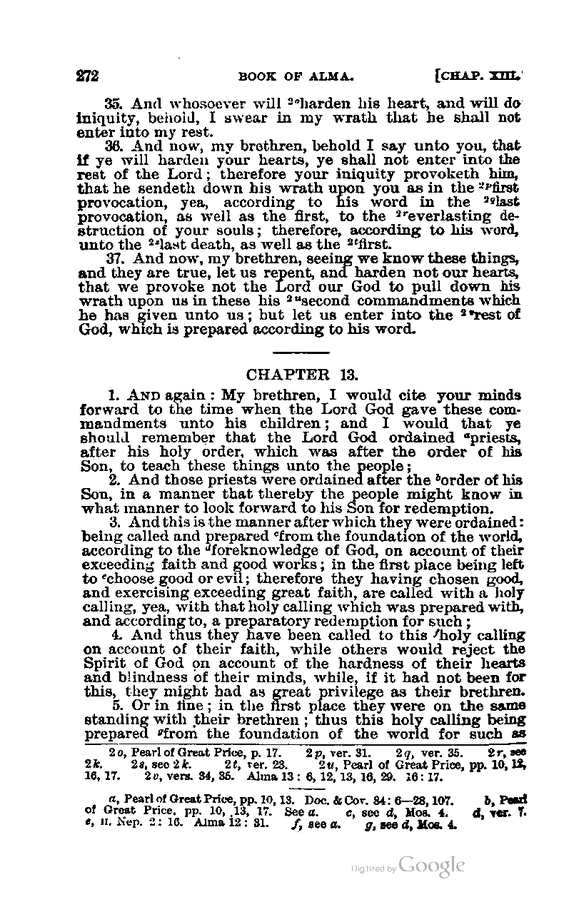 272 BOOK OF ALMA. [CHAP. XIII.
35. And whosoever will ²ᵒharden his heart, and will do
iniquity, behold, I swear in my wrath that he shall not
enter into my rest.
36. And now, my brethren, behold I say unto you, that
if ye will harden your hearts, ye shall not enter into the
rest of the Lord; therefore your iniquity provoketh him,
that he sendeth down his wrath upon you as in the ²ᵖfirst
provocation, yea, according to his word in the ²𐞥last
provocation, as well as the first, to the ²ʳeverlasting de-
struction of your souls; therefore, according to his word,
unto the ²ˢlast death, as well as the ²ᵗfirst.
37. And now, my brethren, seeing we know these things,
and they are true, let us repent, and harden not our hearts,
that we provoke not the Lord our God to pull down his
wrath upon us in these his ²ᵘsecond commandments which
he has given unto us; but let us enter into the ²ᵛrest of
God, which is prepared according to his word.
CHAPTER 13.
1. AND again: My brethren, I would cite your minds
forward to the time when the Lord God gave these com-
mandments unto his children; and I would that ye
should remember that the Lord God ordained ᵃpriests,
after his holy order, which was after the order of his
Son, to teach these things unto the people;
2. And those priests were ordained after the ᵇorder of his
Son, in a manner that thereby the people might know in
what manner to look forward to his Son for redemption.
3. And this is the manner after which they were ordained:
being called and prepared ᶜfrom the foundation of the world,
according to the ᵈforeknowledge of God, on account of their
exceeding faith and good works; in the first place being left
to ᵉchoose good or evil; therefore they having chosen good,
and exercising exceeding great faith, are called with a holy
calling, yea, with that holy calling which was prepared with,
and according to, a preparatory redemption for such;
4. And thus they have been called to this ᶠholy calling
on account of their faith, while others would reject the
Spirit of God on account of the hardness of their hearts
and blindness of their minds, while, if it had not been for
this, they might had as great privilege as their brethren.
5. Or in fine; in the first place they were on the same
standing with their brethren; thus this holy calling being
prepared ᵍfrom the foundation of the world for such as
2o, Pearl of Great Price, p. 17. 2p, ver. 31. 2q, ver. 35. 2r, see
2k. 2s, see 2k. 2t, ver. 23. 2u, Pearl of Great Price, pp. 10, 12,
16, 17. 2v, vers. 34, 35. Alma 13: 6, 12, 13, 16, 29. 16: 17.
a, Pearl of Great Price, pp. 10, 13. Doc. & Cov. 84: 6—28, 107. b, Pearl
of Great Price, pp. 10, 13, 17. See a. c, see d, Mos. 4. d, ver. 7.
e, II. Nep. 2: 16. Alma 12: 31. f, see a. g, see d, Mos. 4.
Digitized by Google